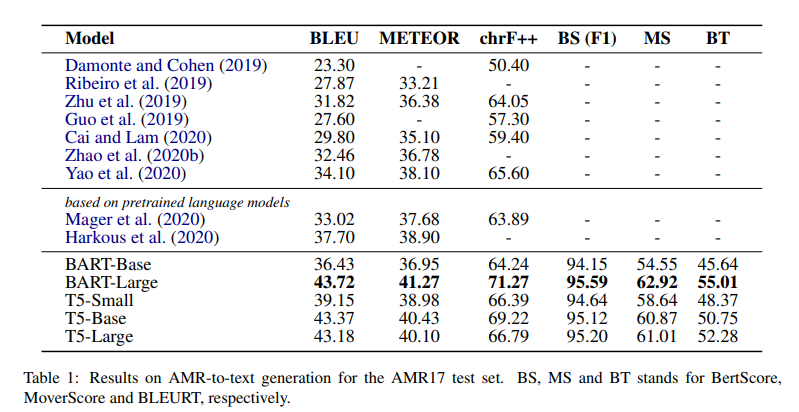 Model BLEU METEOR chrF++ BS (F1) MS BT
Damonte and Cohen (2019) 23.30 - 50.40 - - -
Ribeiro et al. (2019) 27.87 33.21 - - - -
Zhu et al. (2019) 31.82 36.38 64.05 - - -
Guo et al. (2019) 27.60 - 57.30 - - -
Cai and Lam (2020) 29.80 35.10 59.40 - - -
Zhao et al. (2020b) 32.46 36.78 - - - -
Yao et al. (2020) 34.10 38.10 65.60 - - -
based on pretrained language models
Mager et al. (2020) 33.02 37.68 63.89 - - -
Harkous et al. (2020) 37.70 38.90 - - - -
BART-Base 36.43 36.95 64.24 94.15 54.55 45.64
BART-Large 43.72 41.27 71.27 95.59 62.92 55.01
T5-Small 39.15 38.98 66.39 94.64 58.64 48.37
T5-Base 43.37 40.43 69.22 95.12 60.87 50.75
T5-Large 43.18 40.10 66.79 95.20 61.01 52.28
Table 1: Results on AMR-to-text generation for the AMR17 test set. BS, MS and BT stands for BertScore,
MoverScore and BLEURT, respectively.